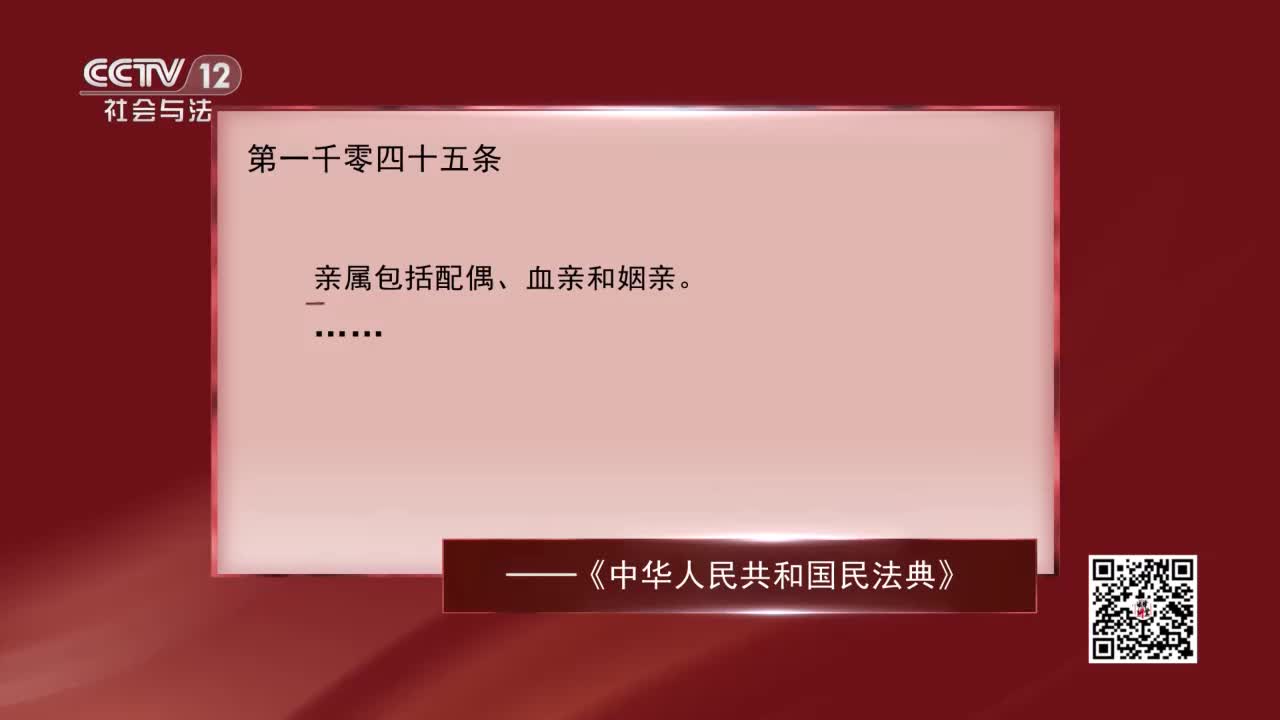 CCTV 12
社会与法
第一千零四十五条
亲属包括配偶、血亲和姻亲。
……
——《中华人民共和国民法典》